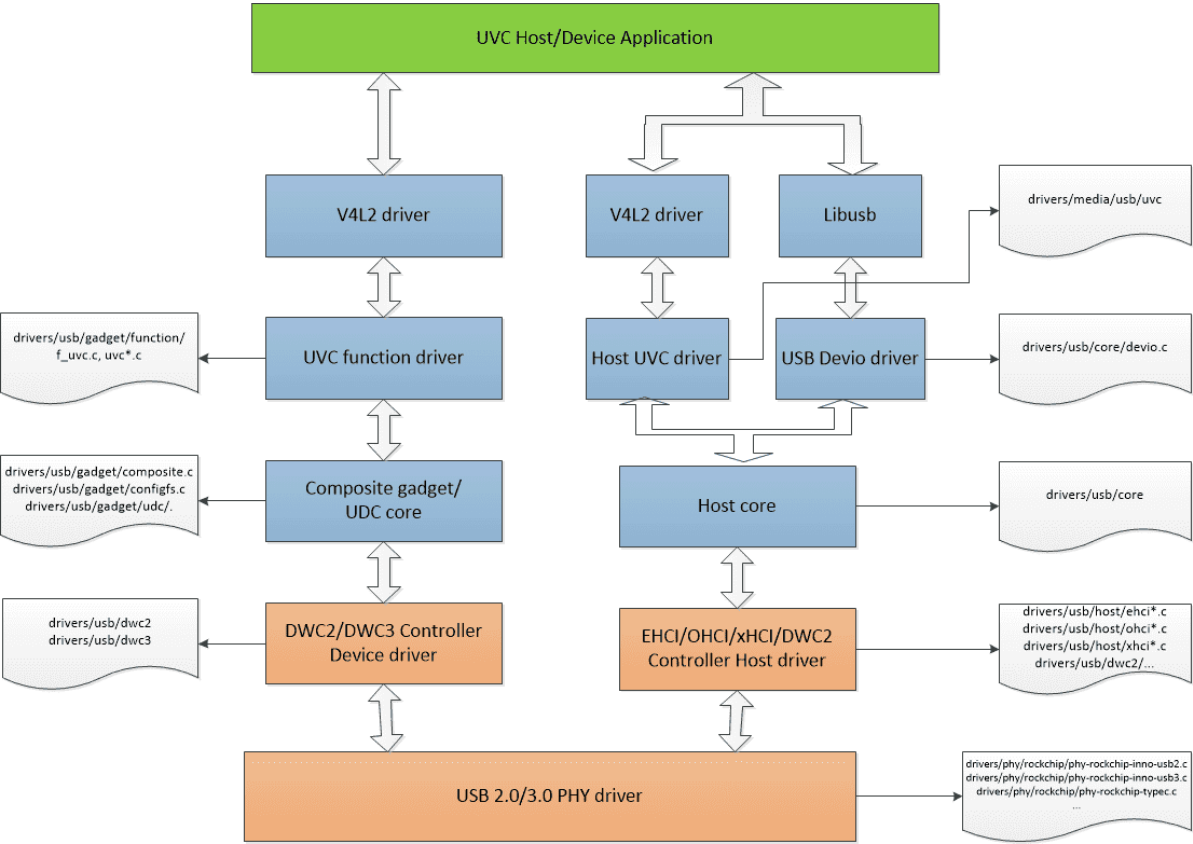 UVC Host/Device Application
V4L2 driver
V4L2 driver
Libusb
drivers/media/usb/uvc
drivers/usb/gadget/function/
f_uvc.c, uvc*.c
UVC function driver
Host UVC driver
USB Devio driver
drivers/usb/core/devio.c
drivers/usb/gadget/composite.c
drivers/usb/gadget/configfs.c
drivers/usb/gadget/udc/.
Composite gadget/
UDC core
Host core
drivers/usb/core
drivers/usb/dwc2
drivers/usb/dwc3
DWC2/DWC3 Controller
Device driver
EHCI/OHCI/xHCI/DWC2
Controller Host driver
drivers/usb/host/ehci*.c
drivers/usb/host/ohci*.c
drivers/usb/host/xhci*.c
drivers/usb/dwc2/...
USB 2.0/3.0 PHY driver
drivers/phy/rockchip/phy-rockchip-inno-usb2.c
drivers/phy/rockchip/phy-rockchip-inno-usb3.c
drivers/phy/rockchip/phy-rockchip-typec.c
...